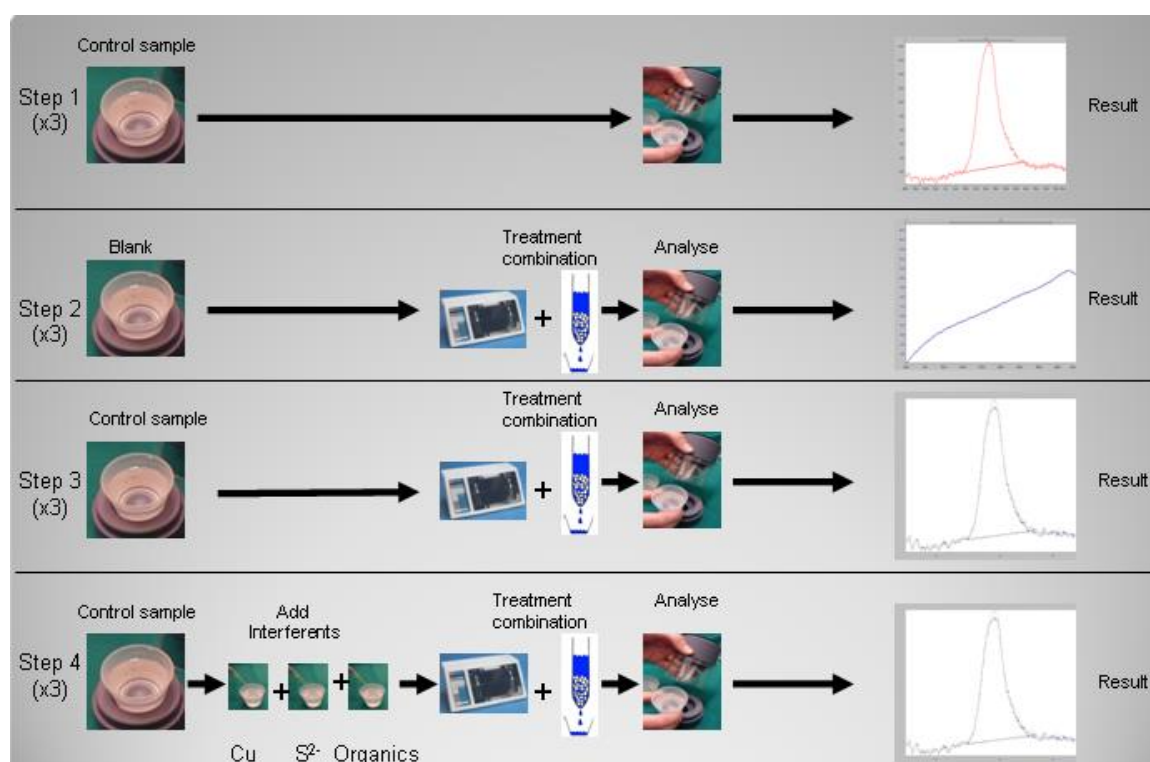 Control sample
Step 1
(x3)
Result
Blank
Treatment
combination
Analyse
Step 2
(x3)
Result
Control sample
Treatment
combination
Analyse
Step 3
(x3)
Result
Control sample
Add
Interferents
Treatment
combination
Analyse
Step 4
(x3)
Result
+
+
+
+
+
Cu S²⁻ Organics